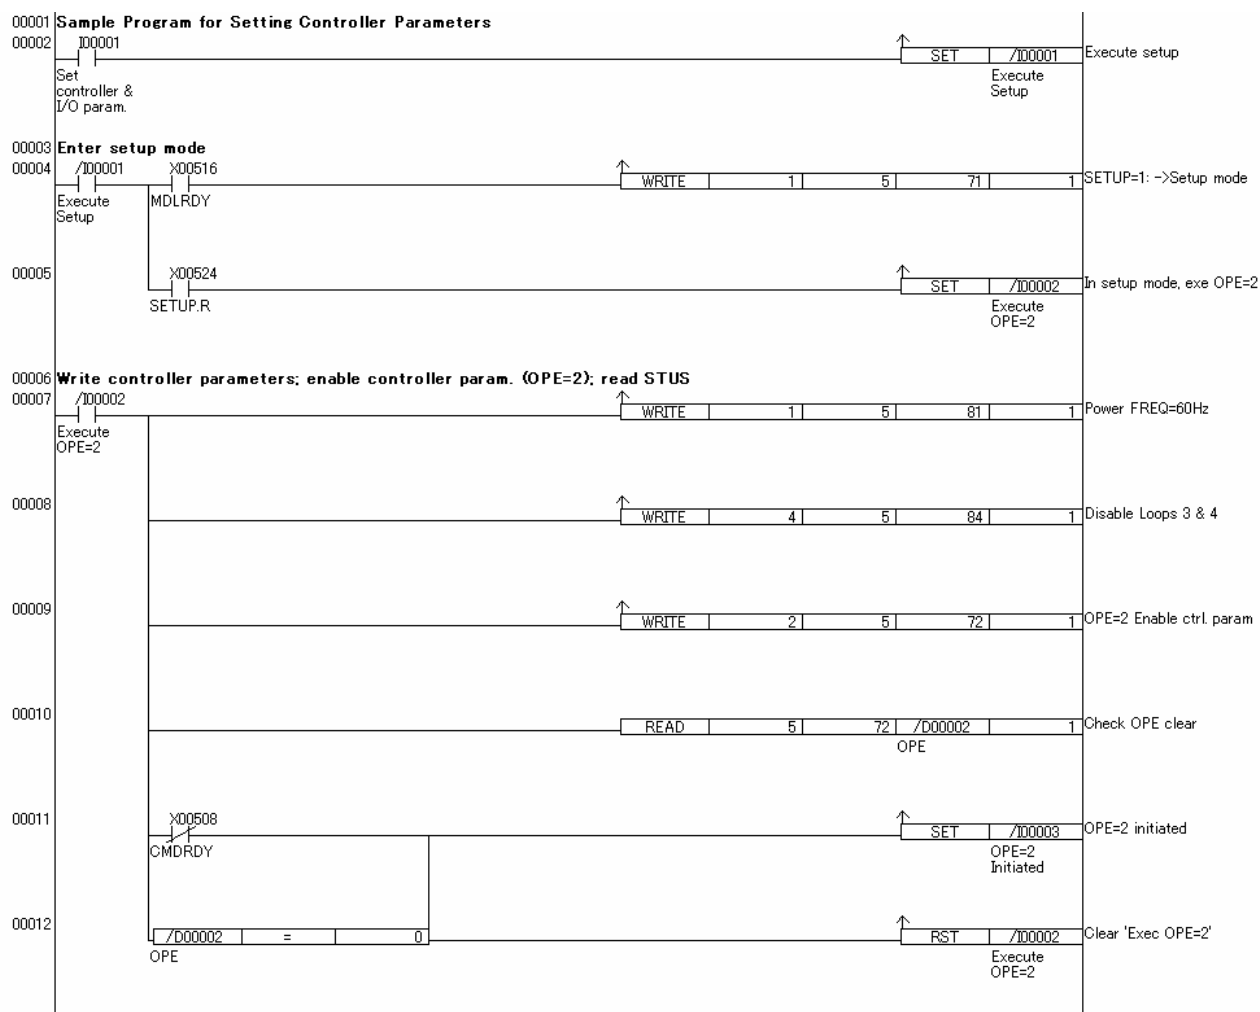 00001 Sample Program for Setting Controller Parameters
00002 I00001
SET /I00001 Execute setup
Set Execute
controller & Setup
I/O param.
00003 Enter setup mode
00004 /I00001 X00516
WRITE 1 5 71 1 SETUP=1: ->Setup mode
Execute MDLRDY
Setup
00005 X00524
SET /I00002 In setup mode, exe OPE=2
SETUP.R Execute
OPE=2
00006 Write controller parameters; enable controller param. (OPE=2); read STUS
00007 /I00002
WRITE 1 5 81 1 Power FREQ=60Hz
Execute
OPE=2
00008
WRITE 4 5 84 1 Disable Loops 3 & 4
00009
WRITE 2 5 72 1 OPE=2 Enable ctrl. param
00010
READ 5 72 /D00002 1 Check OPE clear
OPE
00011 X00508
SET /I00003 OPE=2 initiated
CMDRDY OPE=2
Initiated
00012
/D00002 = 0 RST /I00002 Clear 'Exec OPE=2'
OPE Execute
OPE=2